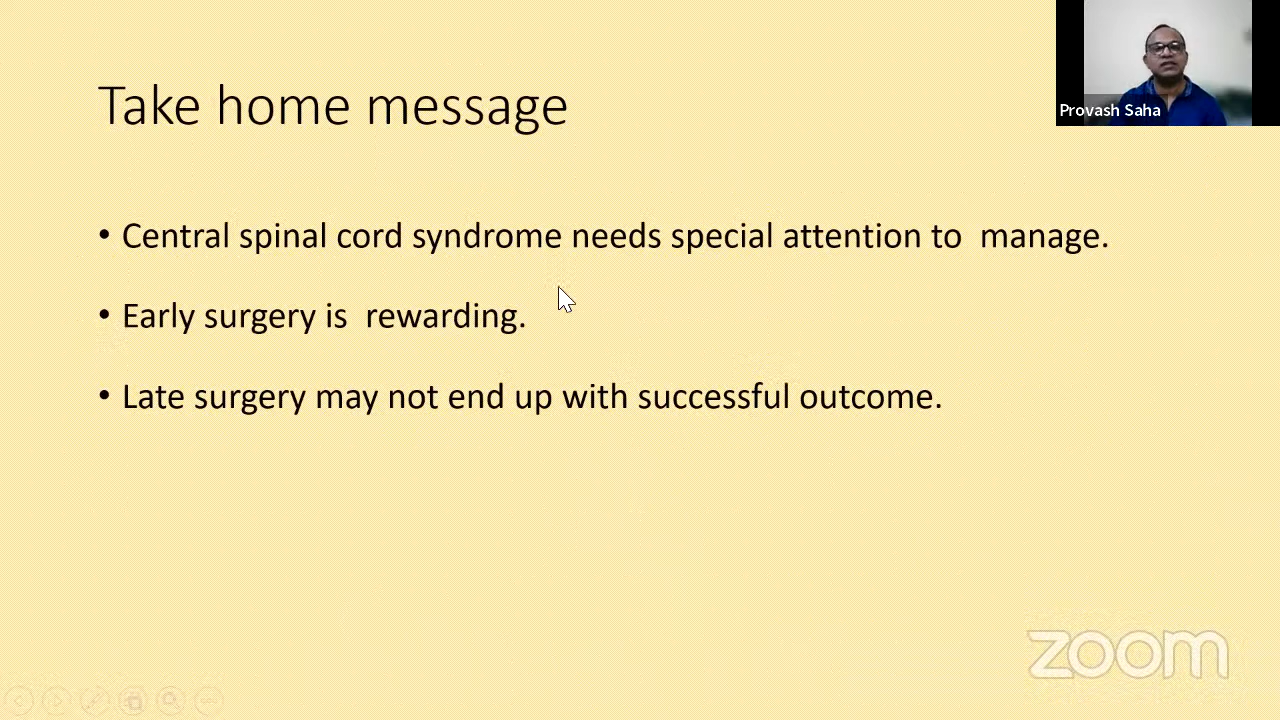 Take home message
Provash Saha
• Central spinal cord syndrome needs special attention to  manage.
• Early surgery is  rewarding.
• Late surgery may not end up with successful outcome.
zoom